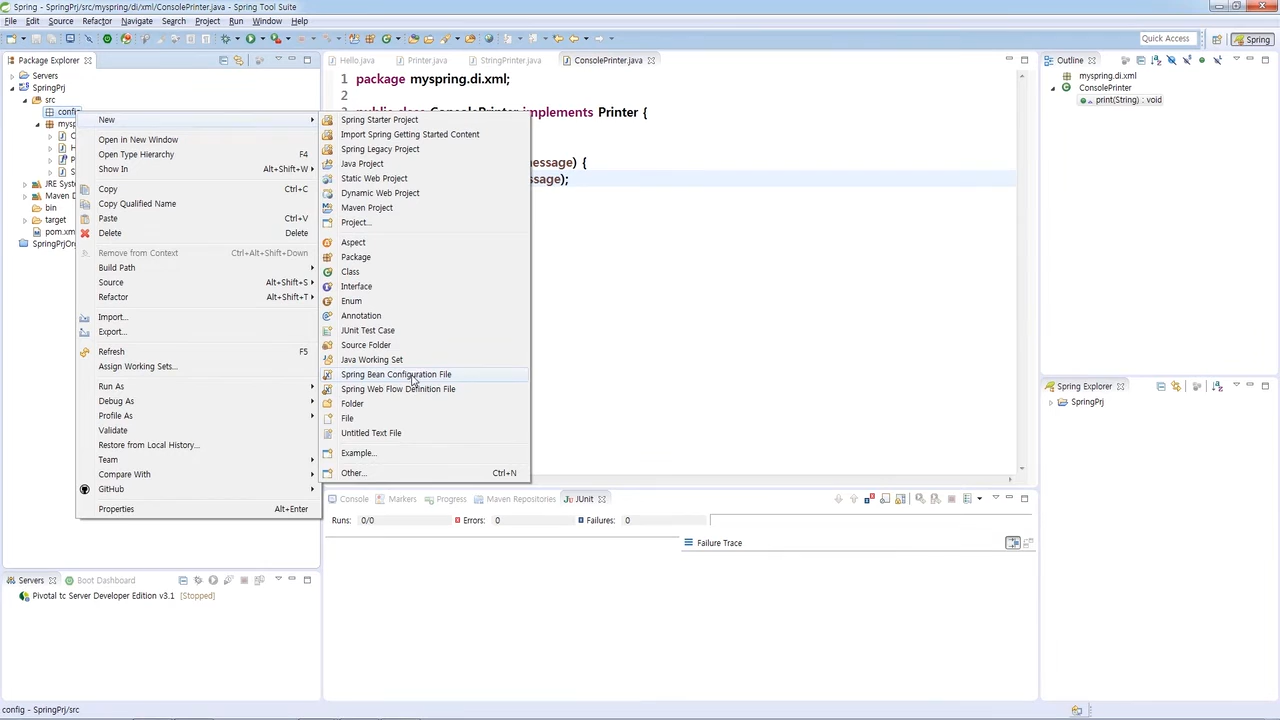 Spring - SpringPrj/src/myspring/di/xml/ConsolePrinter.java - Spring Tool Suite
File Edit Source Refactor Navigate Search Project Run Window Help
Quick Access
Spring
Package Explorer
Servers
SpringPrj
src
config
mys
C
H
P
S
JRE Syste
Maven D
bin
target
pom.xm
SpringPrjOrg
New
Open in New Window
Open Type Hierarchy F4
Show In Alt+Shift+W
Copy Ctrl+C
Copy Qualified Name
Paste Ctrl+V
Delete Delete
Remove from Context Ctrl+Alt+Shift+Down
Build Path
Source Alt+Shift+S
Refactor Alt+Shift+T
Import...
Export...
Refresh F5
Assign Working Sets...
Run As
Debug As
Profile As
Validate
Restore from Local History...
Team
Compare With
GitHub
Properties Alt+Enter
Spring Starter Project
Import Spring Getting Started Content
Spring Legacy Project
Java Project
Static Web Project
Dynamic Web Project
Maven Project
Project...
Aspect
Package
Class
Interface
Enum
Annotation
JUnit Test Case
Source Folder
Java Working Set
Spring Bean Configuration File
Spring Web Flow Definition File
Folder
File
Untitled Text File
Example...
Other... Ctrl+N
Hello.java Printer.java StringPrinter.java ConsolePrinter.java
1 package myspring.di.xml;
2
implements Printer {
essage) {
ssage);
Outline
myspring.di.xml
ConsolePrinter
print(String) : void
Spring Explorer
SpringPrj
Console Markers Progress Maven Repositories JUnit
Runs: 0/0 Errors: 0 Failures: 0
Failure Trace
Servers Boot Dashboard
Pivotal tc Server Developer Edition v3.1 [Stopped]
config - SpringPrj/src